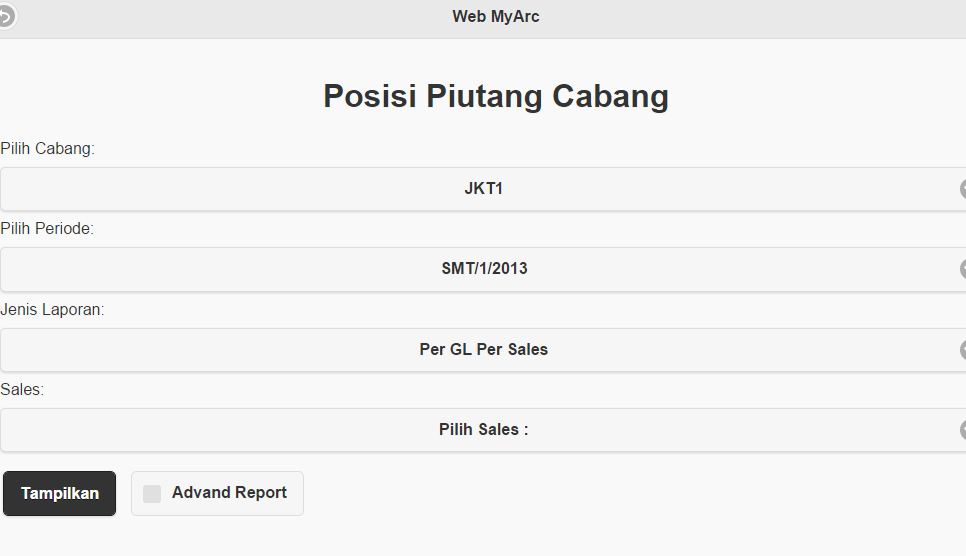 Web MyArc
Posisi Piutang Cabang
Pilih Cabang:
JKT1
Pilih Periode:
SMT/1/2013
Jenis Laporan:
Per GL Per Sales
Sales:
Pilih Sales :
Tampilkan
Advand Report